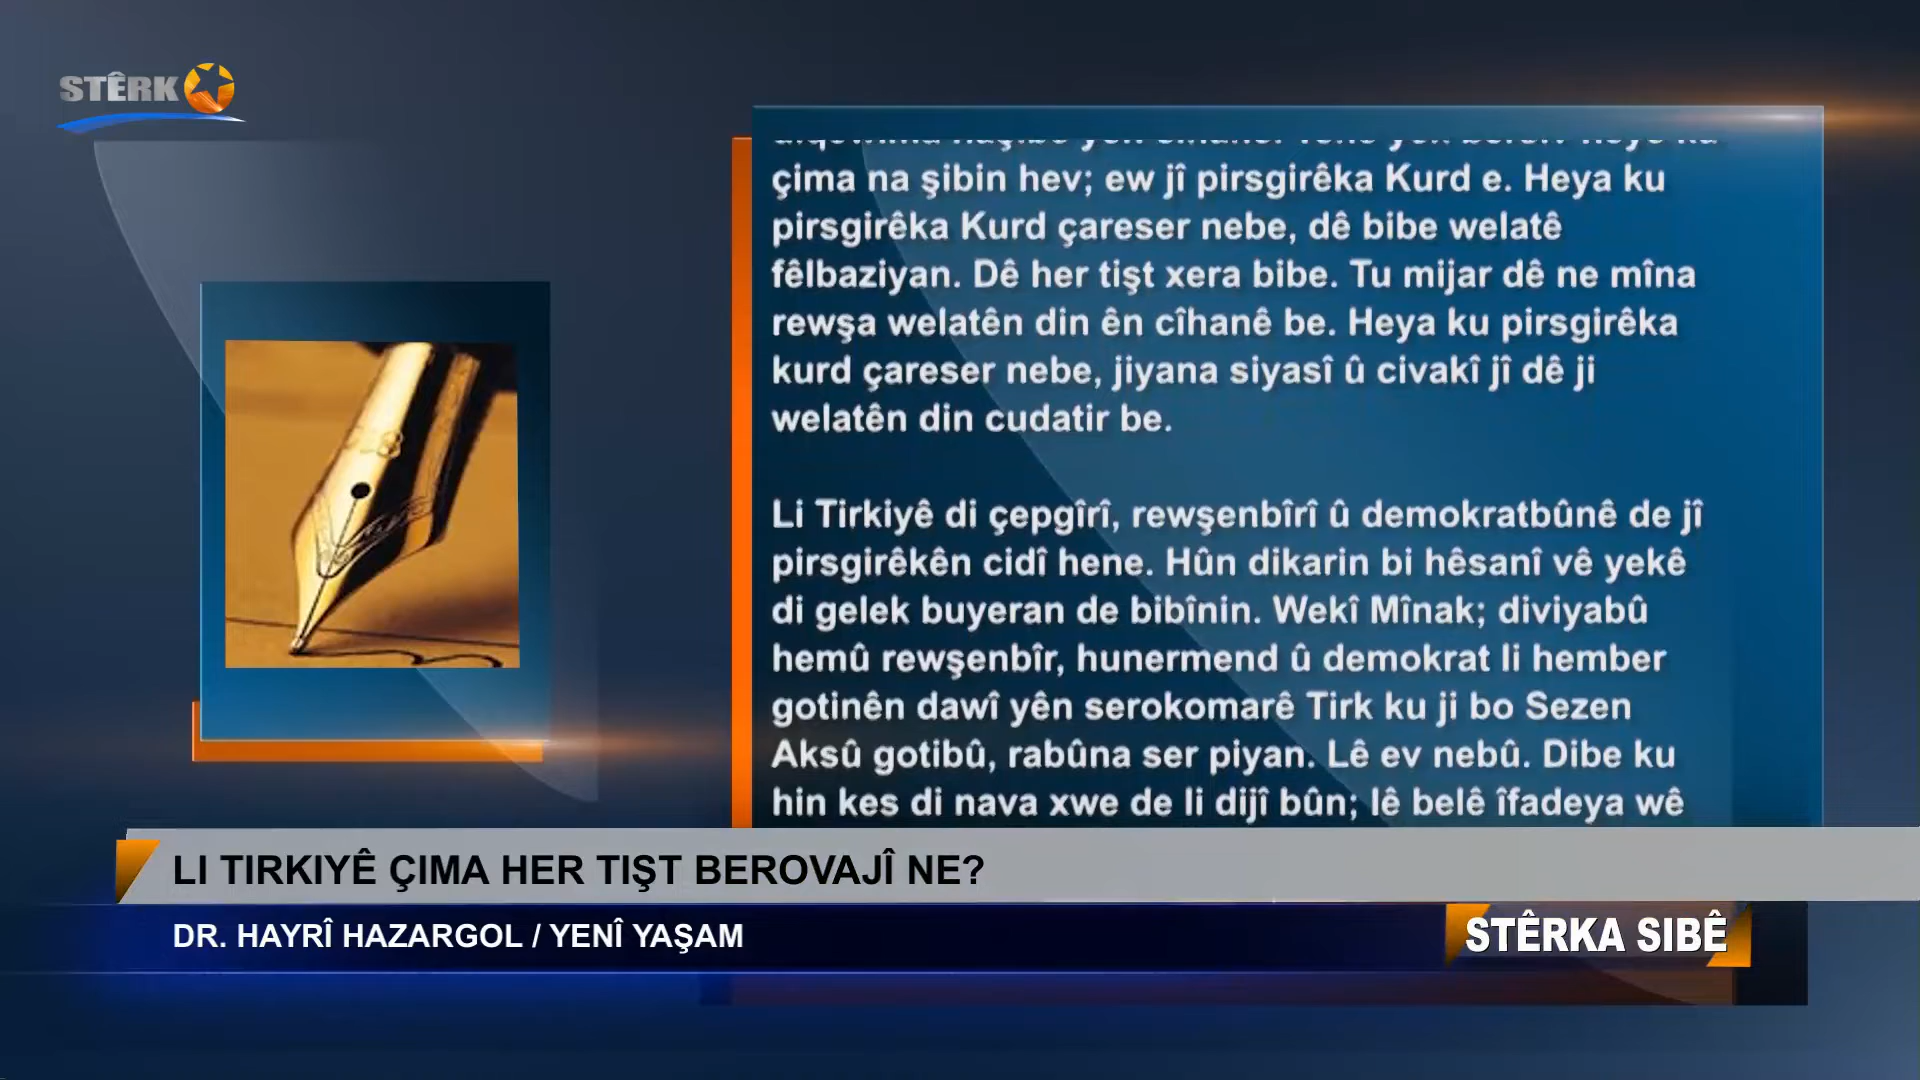 STÊRK
çima na şibin hev; ew jî pirsgirêka Kurd e. Heya ku
pirsgirêka Kurd çareser nebe, dê bibe welatê
fêlbaziyan. Dê her tişt xera bibe. Tu mijar dê ne mîna
rewşa welatên din ên cîhanê be. Heya ku pirsgirêka
kurd çareser nebe, jiyana siyasî û civakî jî dê ji
welatên din cudatir be.
Li Tirkiyê di çepgîrî, rewşenbîrî û demokratbûnê de jî
pirsgirêkên cidî hene. Hûn dikarin bi hêsanî vê yekê
di gelek buyeran de bibînin. Wekî Mînak; diviyabû
hemû rewşenbîr, hunermend û demokrat li hember
gotinên dawî yên serokomarê Tirk ku ji bo Sezen
Aksû gotibû, rabûna ser piyan. Lê ev nebû. Dibe ku
hin kes di nava xwe de li dijî bûn; lê belê îfadeya wê
LI TIRKIYÊ ÇIMA HER TIŞT BEROVAJÎ NE?
DR. HAYRÎ HAZARGOL / YENÎ YAŞAM
STÊRKA SIBÊ